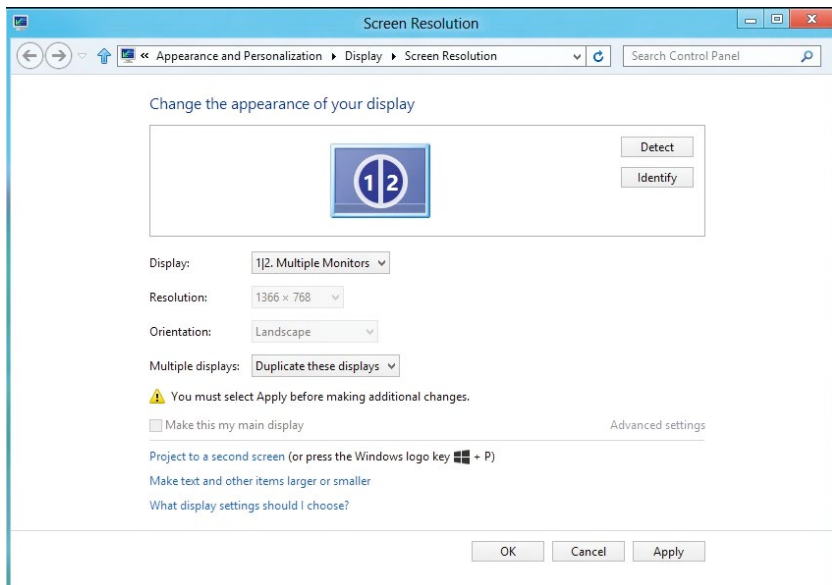 Screen Resolution
« Appearance and Personalization ▸ Display ▸ Screen Resolution
Search Control Panel
Change the appearance of your display
1|2
Detect
Identify
Display: 1|2. Multiple Monitors
Resolution: 1366 × 768
Orientation: Landscape
Multiple displays: Duplicate these displays
You must select Apply before making additional changes.
Make this my main display Advanced settings
Project to a second screen (or press the Windows logo key + P)
Make text and other items larger or smaller
What display settings should I choose?
OK Cancel Apply